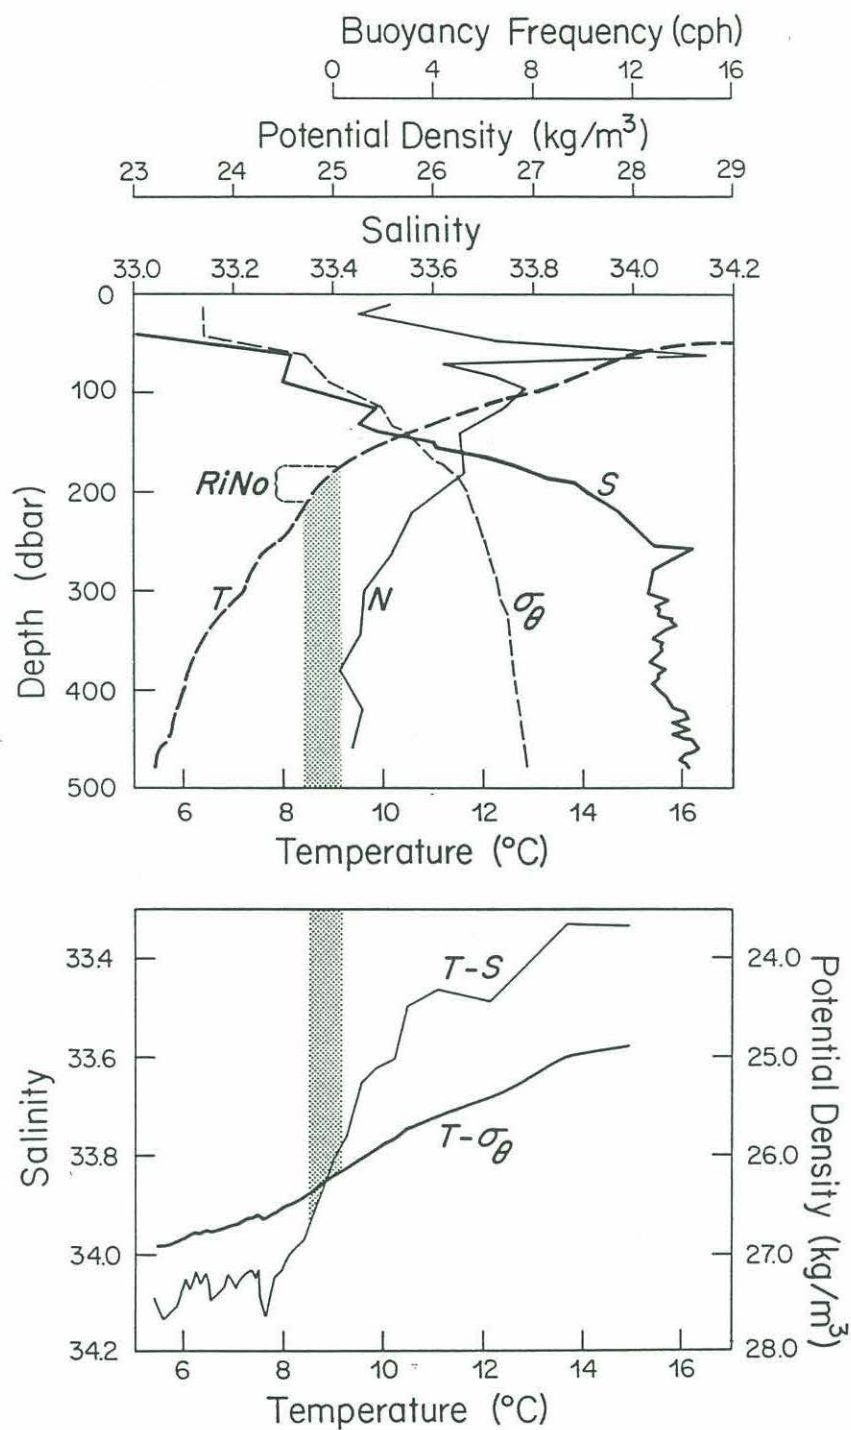 Buoyancy Frequency (cph)
0 4 8 12 16
Potential Density (kg/m³)
23 24 25 26 27 28 29
Salinity
33.0 33.2 33.4 33.6 33.8 34.0 34.2
0
100
200
300
400
500
Depth (dbar)
RiNo
S
T
N
σθ
6 8 10 12 14 16
Temperature (°C)
33.4
33.6
33.8
34.0
34.2
Salinity
T-S
T-σθ
24.0
25.0
26.0
27.0
28.0
Potential Density (kg/m³)
6 8 10 12 14 16
Temperature (°C)